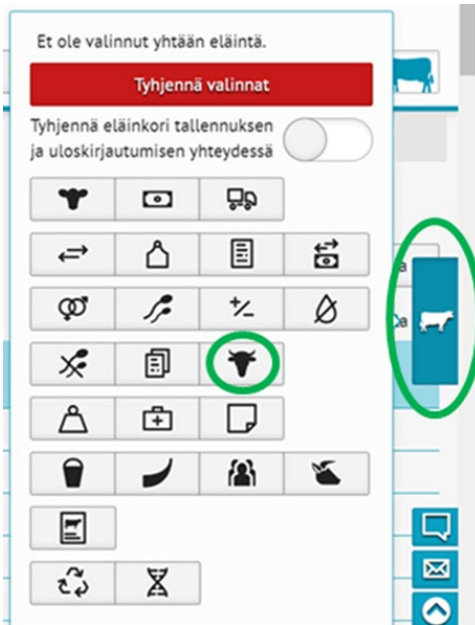 Et ole valinnut yhtään eläintä.
Tyhjennä valinnat
Tyhjennä eläinkori tallennuksen
ja uloskirjautumisen yhteydessä
+/-
a
a